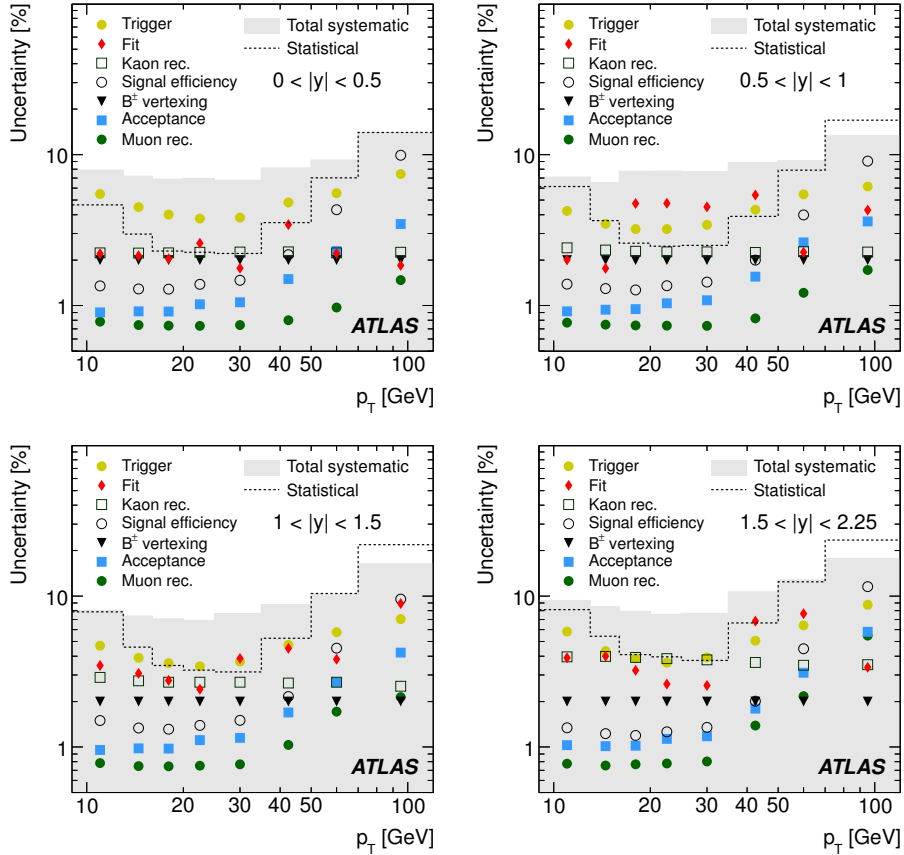 Uncertainty [%]
10
1
Trigger
Fit
Kaon rec.
Signal efficiency
B± vertexing
Acceptance
Muon rec.
Total systematic
Statistical
0 < |y| < 0.5
ATLAS
10 20 30 40 50 100
p_T [GeV]
Uncertainty [%]
10
1
Trigger
Fit
Kaon rec.
Signal efficiency
B± vertexing
Acceptance
Muon rec.
Total systematic
Statistical
0.5 < |y| < 1
ATLAS
10 20 30 40 50 100
p_T [GeV]
Uncertainty [%]
10
1
Trigger
Fit
Kaon rec.
Signal efficiency
B± vertexing
Acceptance
Muon rec.
Total systematic
Statistical
1 < |y| < 1.5
ATLAS
10 20 30 40 50 100
p_T [GeV]
Uncertainty [%]
10
1
Trigger
Fit
Kaon rec.
Signal efficiency
B± vertexing
Acceptance
Muon rec.
Total systematic
Statistical
1.5 < |y| < 2.25
ATLAS
10 20 30 40 50 100
p_T [GeV]